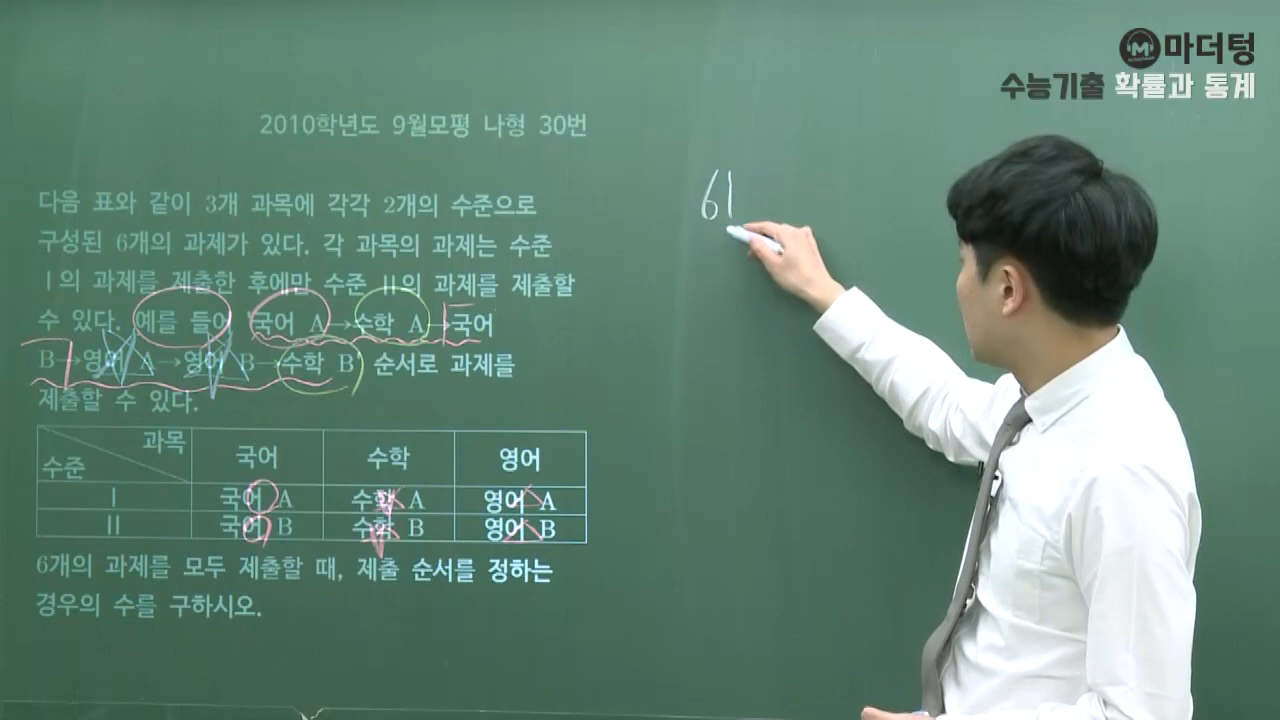 마더텅
수능기출 확률과 통계
2010학년도 9월모평 나형 30번
다음 표와 같이 3개 과목에 각각 2개의 수준으로
구성된 6개의 과제가 있다. 각 과목의 과제는 수준
Ⅰ의 과제를 제출한 후에만 수준 Ⅱ의 과제를 제출할
수 있다. 예를 들어 '국어 A→수학 A→국어
B→영어 A→영어 B→수학 B' 순서로 과제를
제출할 수 있다.
과목
수준 국어 수학 영어
Ⅰ 국어 A 수학 A 영어 A
Ⅱ 국어 B 수학 B 영어 B
6개의 과제를 모두 제출할 때, 제출 순서를 정하는
경우의 수를 구하시오.
6|